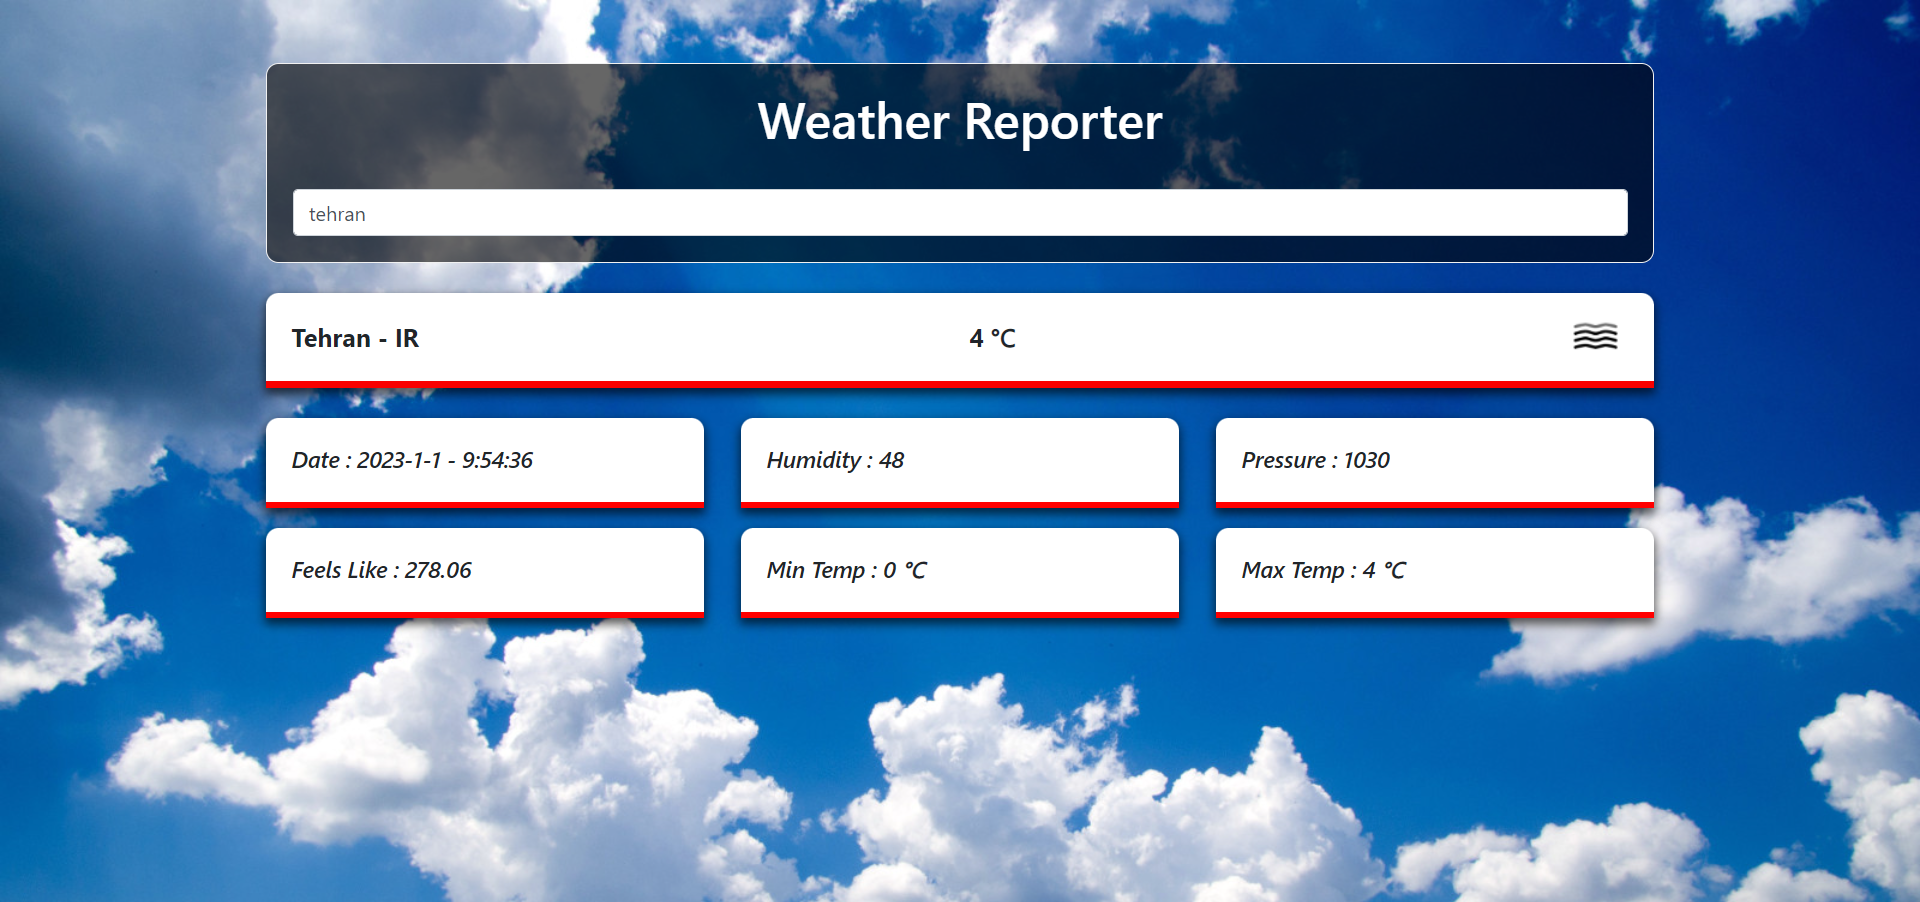 Weather Reporter
tehran
Tehran - IR
4 °C
Date : 2023-1-1 - 9:54:36
Humidity : 48
Pressure : 1030
Feels Like : 278.06
Min Temp : 0 °C
Max Temp : 4 °C